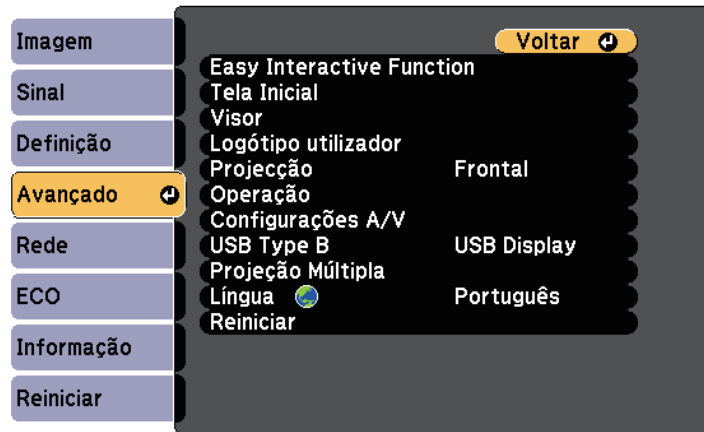 Imagem
Sinal
Definição
Avançado
Rede
ECO
Informação
Reiniciar
Voltar
Easy Interactive Function
Tela Inicial
Visor
Logótipo utilizador
Projecção Frontal
Operação
Configurações A/V
USB Type B USB Display
Projeção Múltipla
Língua Português
Reiniciar